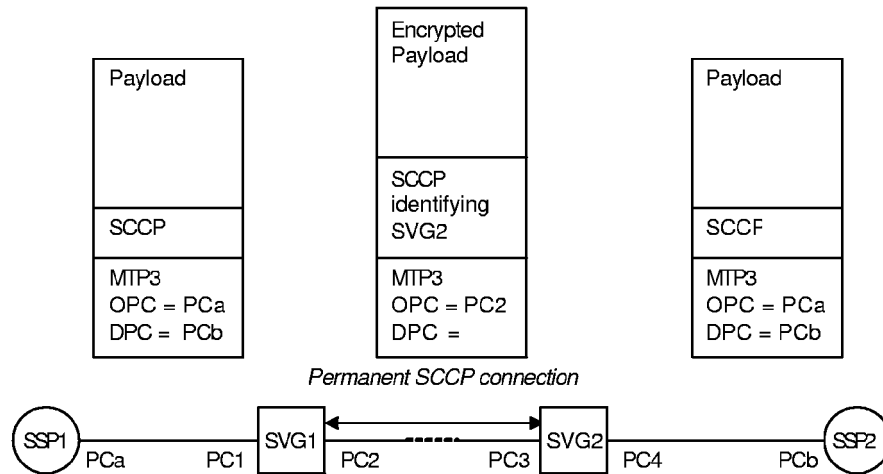 Payload
SCCP
MTP3
OPC = PCa
DPC = PCb
Encrypted
Payload
SCCP
identifying
SVG2
MTP3
OPC = PC2
DPC =
Payload
SCCF
MTP3
OPC = PCa
DPC = PCb
Permanent SCCP connection
SSP1
SVG1
SVG2
SSP2
PCa
PC1
PC2
PC3
PC4
PCb